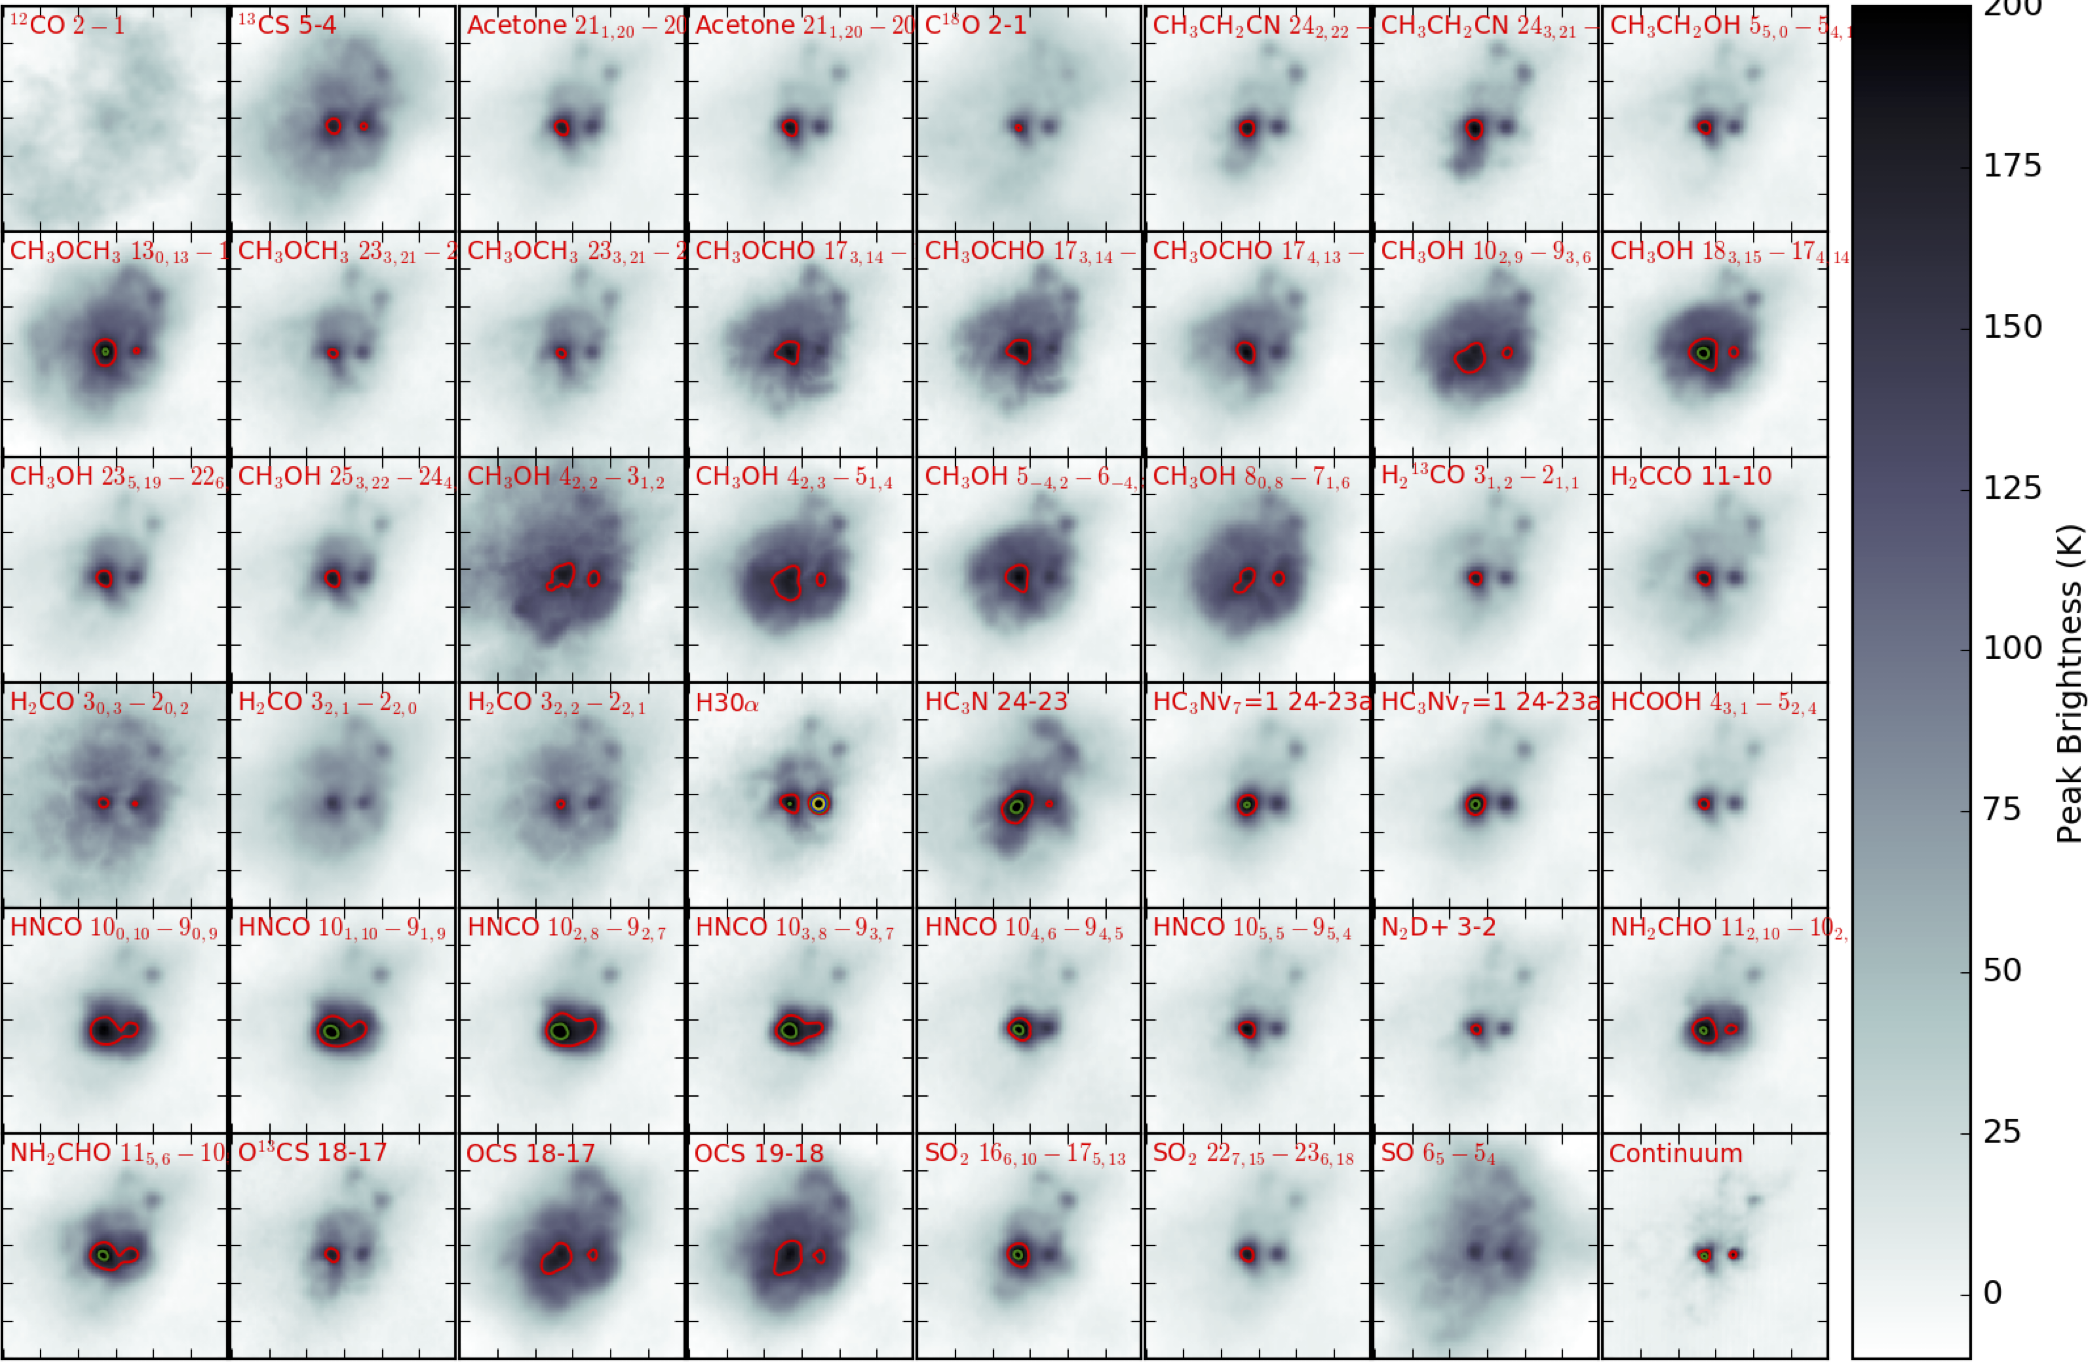 ¹²CO 2 − 1
¹³CS 5-4
Acetone 21₁,₂₀ − 20
Acetone 21₁,₂₀ − 20
C¹⁸O 2-1
CH₃CH₂CN 24₂,₂₂ −
CH₃CH₂CN 24₃,₂₁ −
CH₃CH₂OH 5₅,₀ − 5₄,₁
CH₃OCH₃ 13₀,₁₃ − 1
CH₃OCH₃ 23₃,₂₁ − 2
CH₃OCH₃ 23₃,₂₁ − 2
CH₃OCHO 17₃,₁₄ −
CH₃OCHO 17₃,₁₄ −
CH₃OCHO 17₄,₁₃ −
CH₃OH 10₂,₉ − 9₃,₆
CH₃OH 18₃,₁₅ − 17₄,₁₄
CH₃OH 23₅,₁₉ − 22₆
CH₃OH 25₃,₂₂ − 24₄
CH₃OH 4₂,₂ − 3₁,₂
CH₃OH 4₂,₃ − 5₁,₄
CH₃OH 5₋₄,₂ − 6₋₄,
CH₃OH 8₀,₈ − 7₁,₆
H₂¹³CO 3₁,₂ − 2₁,₁
H₂CCO 11-10
H₂CO 3₀,₃ − 2₀,₂
H₂CO 3₂,₁ − 2₂,₀
H₂CO 3₂,₂ − 2₂,₁
H30α
HC₃N 24-23
HC₃Nv₇=1 24-23a
HC₃Nv₇=1 24-23a
HCOOH 4₃,₁ − 5₂,₄
HNCO 10₀,₁₀ − 9₀,₉
HNCO 10₁,₁₀ − 9₁,₉
HNCO 10₂,₈ − 9₂,₇
HNCO 10₃,₈ − 9₃,₇
HNCO 10₄,₆ − 9₄,₅
HNCO 10₅,₅ − 9₅,₄
N₂D+ 3-2
NH₂CHO 11₂,₁₀ − 10₂,
NH₂CHO 11₅,₆ − 10
O¹³CS 18-17
OCS 18-17
OCS 19-18
SO₂ 16₆,₁₀ − 17₅,₁₃
SO₂ 22₇,₁₅ − 23₆,₁₈
SO 6₅ − 5₄
Continuum
200
175
150
125
100
75
50
25
0
Peak Brightness (K)